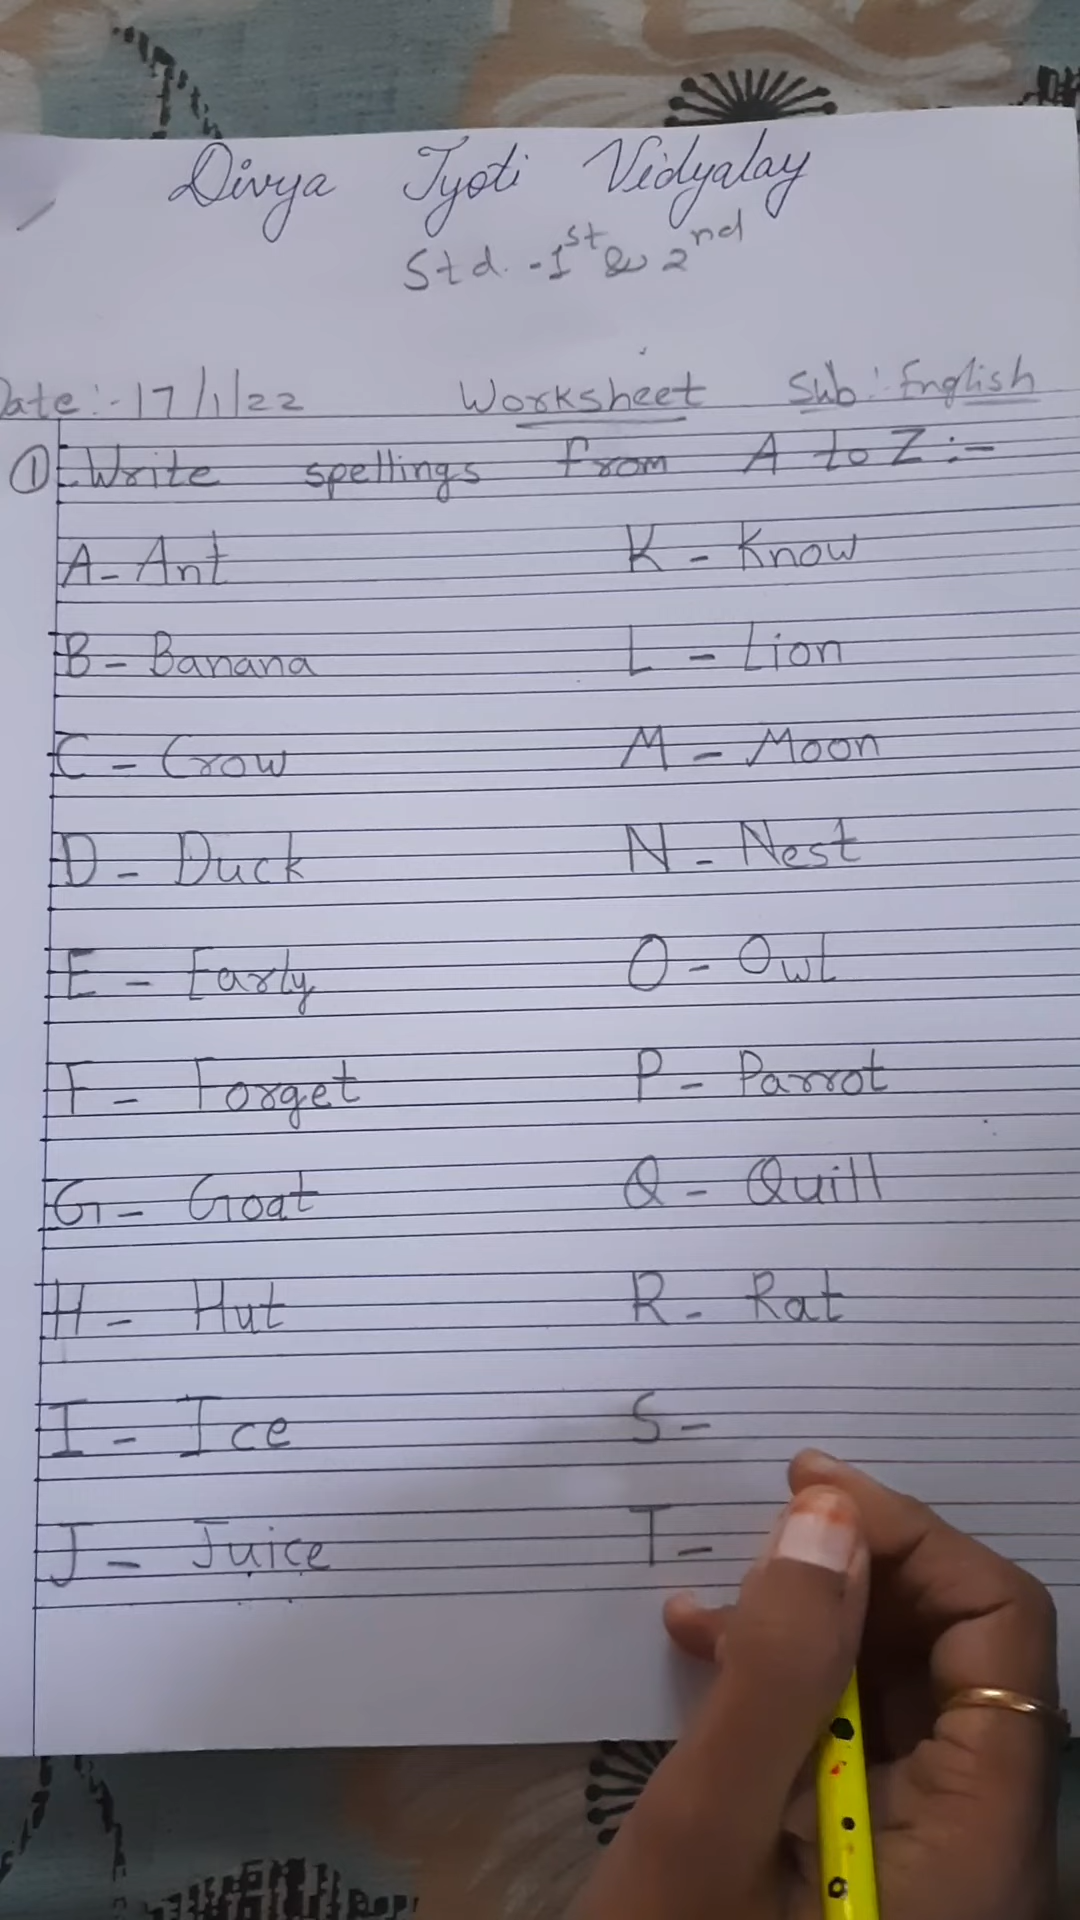 Divya Jyoti Vidyalay
Std. - 1st & 2nd
Date :- 17/1/22 Worksheet Sub : English
① Write spellings from A to Z :-
A - Ant
B - Banana
C - Crow
D - Duck
E - Early
F - Forget
G - Goat
H - Hut
I - Ice
J - Juice
K - Know
L - Lion
M - Moon
N - Nest
O - Owl
P - Parrot
Q - Quill
R - Rat
S -
T -